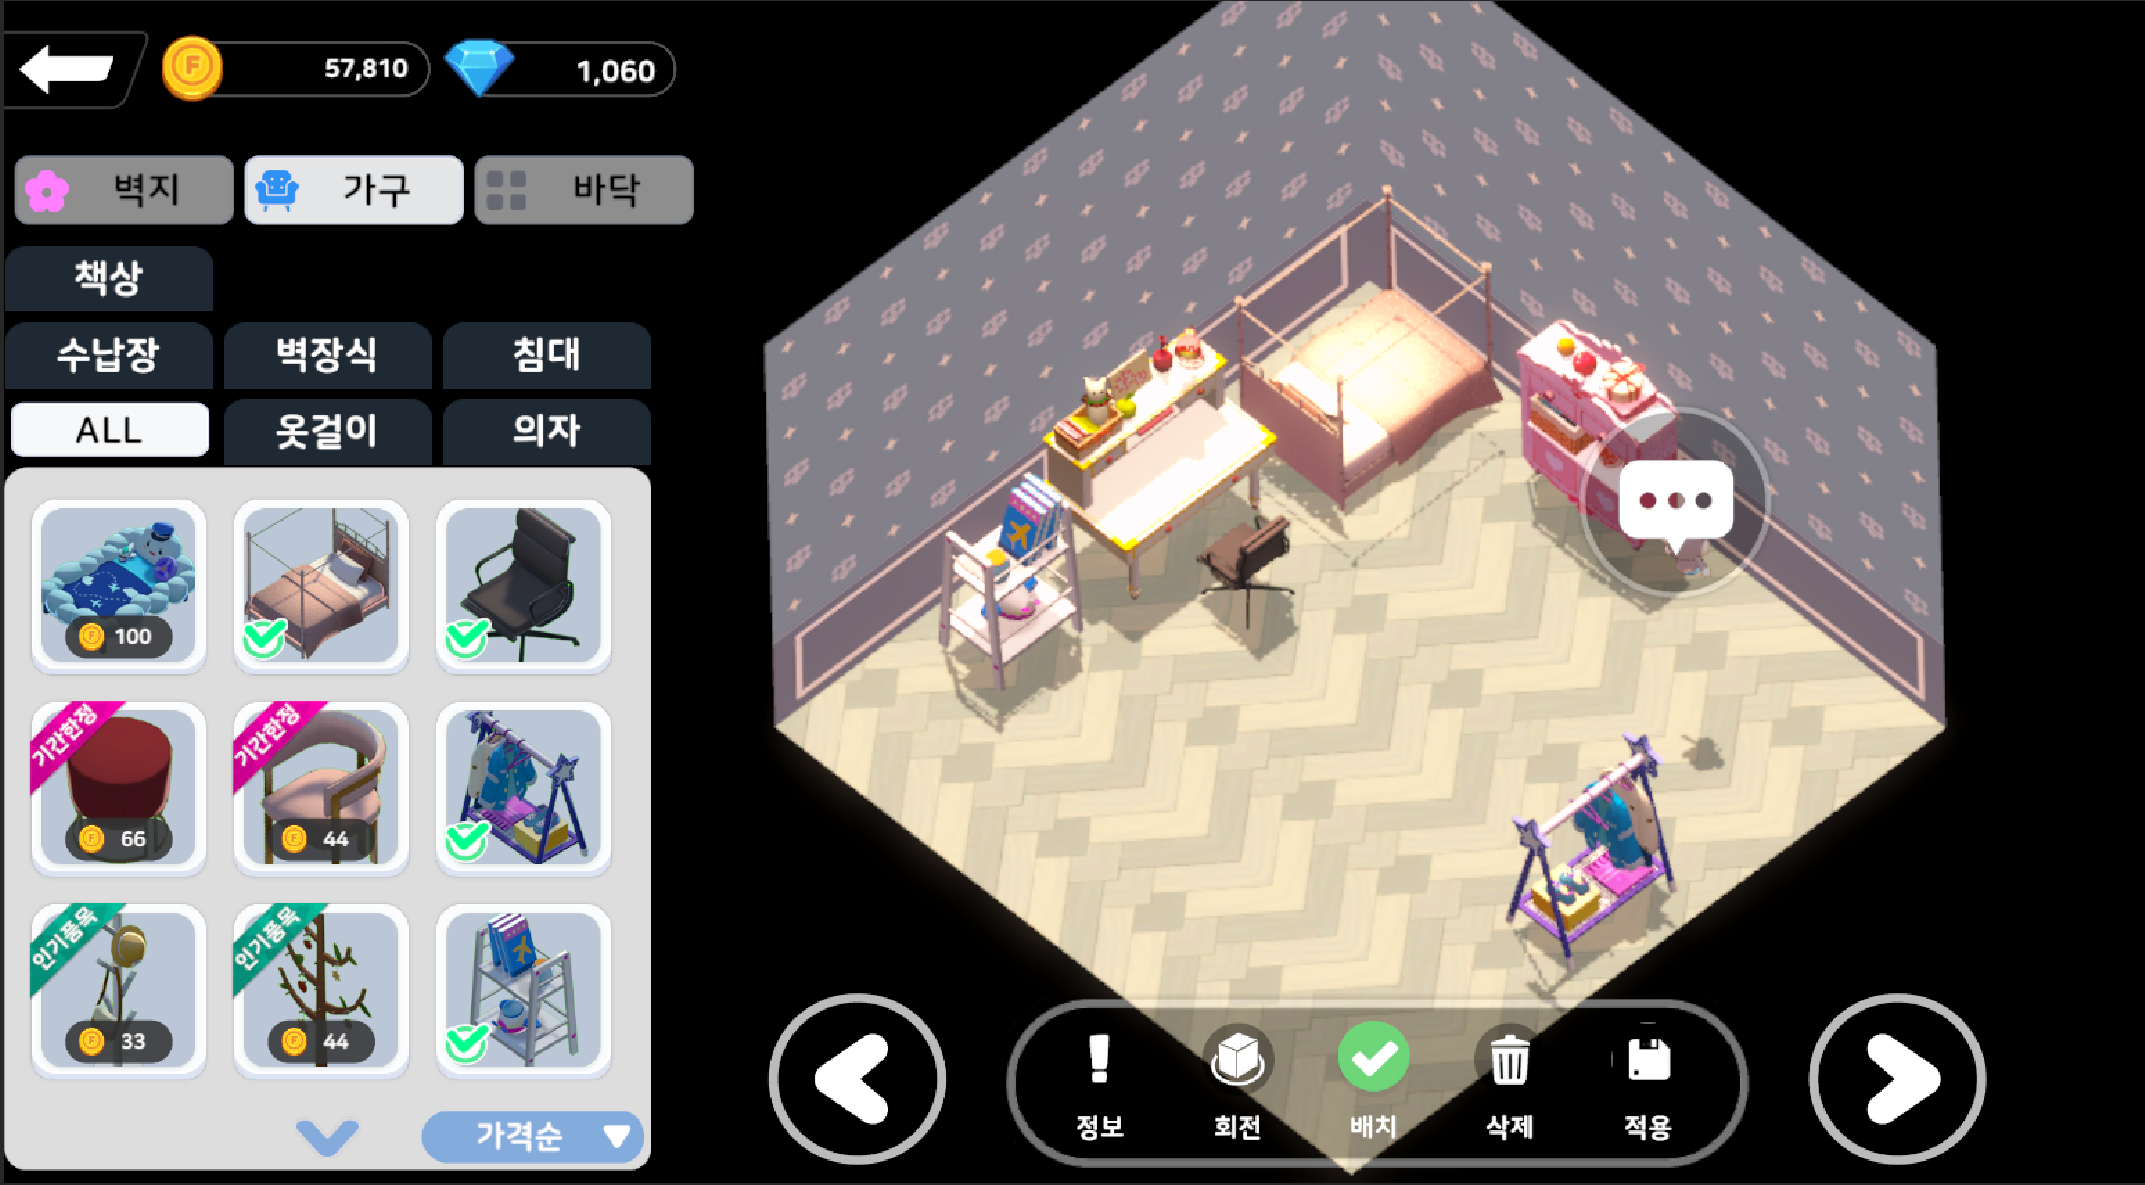 57,810
1,060
벽지
가구
바닥
책상
수납장
벽장식
침대
ALL
옷걸이
의자
100
기간한정
66
기간한정
44
인기품목
33
인기품목
44
가격순
정보
회전
배치
삭제
적용